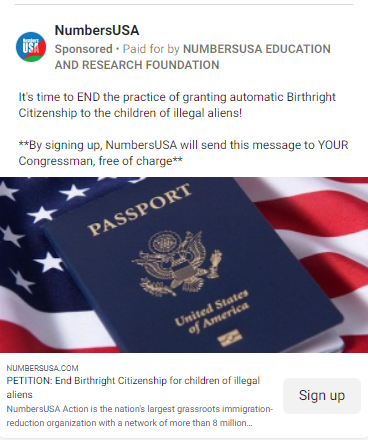 NumbersUSA
Numbers
USA
Sponsored • Paid for by NUMBERSUSA EDUCATION
AND RESEARCH FOUNDATION
It's time to END the practice of granting automatic Birthright
Citizenship to the children of illegal aliens!
**By signing up, NumbersUSA will send this message to YOUR
Congressman, free of charge**
PASSPORT
United States
of America
NUMBERSUSA.COM
PETITION: End Birthright Citizenship for children of illegal
aliens
NumbersUSA Action is the nation's largest grassroots immigration-
reduction organization with a network of more than 8 million...
Sign up